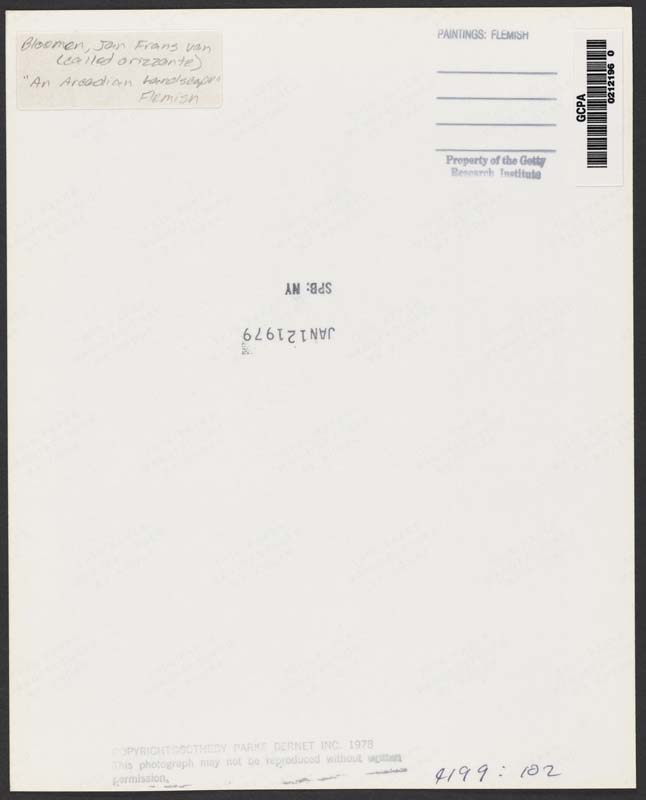 Bloemen, Jan Frans van
(called orizzonte)
"An Arcadian Landscape"
Flemish
PAINTINGS: FLEMISH
Property of the Getty
Research Institute
GCPA
0212196 0
SPB: NY
JAN121979
COPYRIGHT©SOTHEBY PARKE BERNET INC. 1978
This photograph may not be reproduced without written
permission.
4199: 102